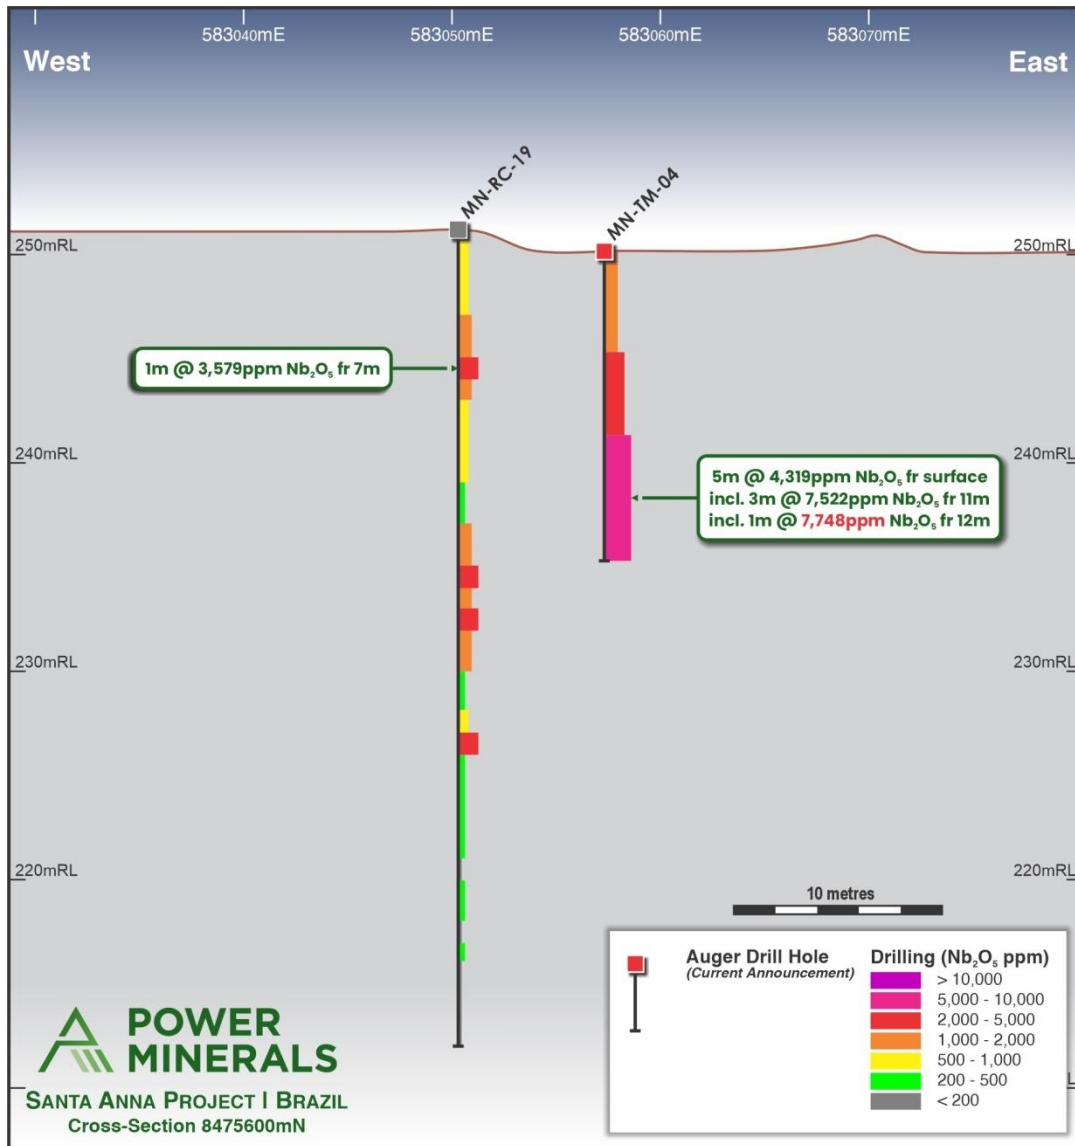 583040mE 583050mE 583060mE 583070mE
West
East
MN-RC-19
MN-TM-04
250mRL
250mRL
1m @ 3,579ppm Nb₂O₅ fr 7m
240mRL
240mRL
5m @ 4,319ppm Nb₂O₅ fr surface
incl. 3m @ 7,522ppm Nb₂O₅ fr 11m
incl. 1m @ 7,748ppm Nb₂O₅ fr 12m
230mRL
230mRL
220mRL
220mRL
10 metres
Auger Drill Hole
(Current Announcement)
Drilling (Nb₂O₅ ppm)
> 10,000
5,000 - 10,000
2,000 - 5,000
1,000 - 2,000
500 - 1,000
200 - 500
< 200
POWER
MINERALS
SANTA ANNA PROJECT | BRAZIL
Cross-Section 8475600mN